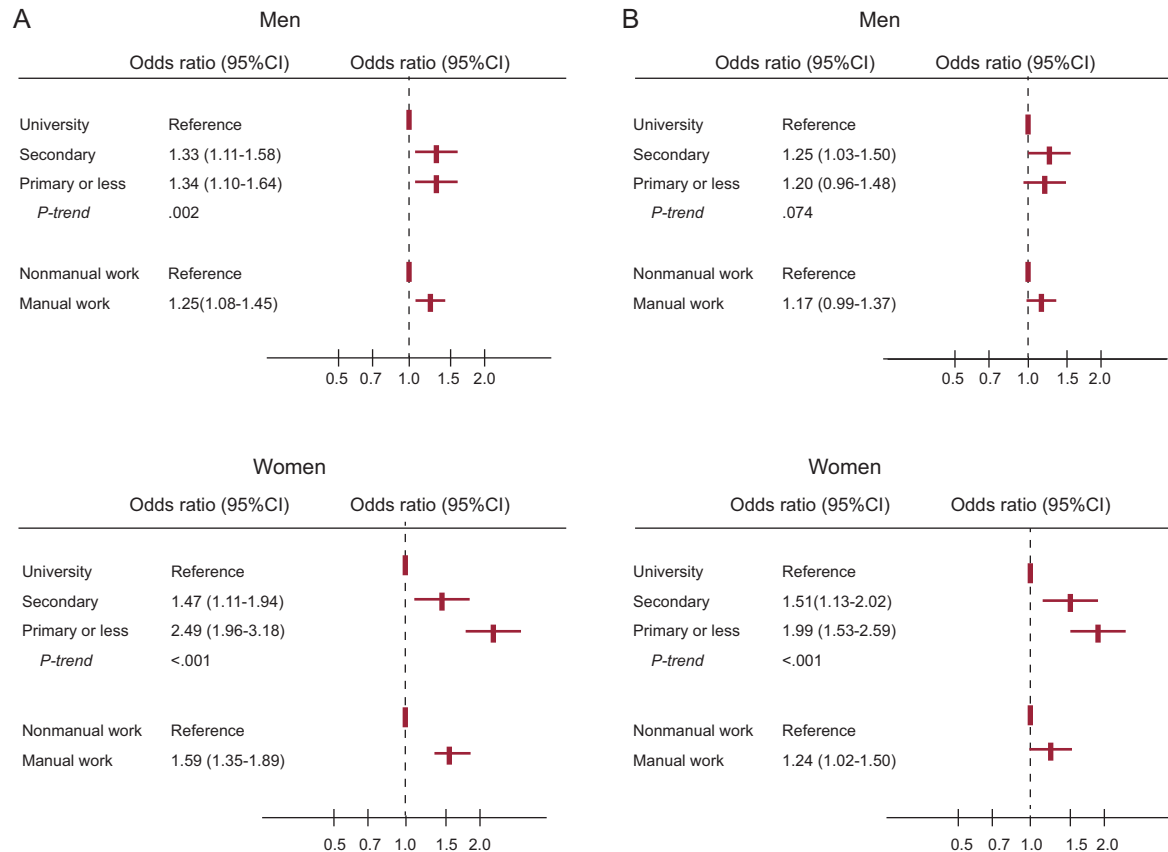 A
Men
Odds ratio (95%CI) Odds ratio (95%CI)
University Reference
Secondary 1.33 (1.11-1.58)
Primary or less 1.34 (1.10-1.64)
P-trend .002
Nonmanual work Reference
Manual work 1.25(1.08-1.45)
0.5 0.7 1.0 1.5 2.0
Women
Odds ratio (95%CI) Odds ratio (95%CI)
University Reference
Secondary 1.47 (1.11-1.94)
Primary or less 2.49 (1.96-3.18)
P-trend <.001
Nonmanual work Reference
Manual work 1.59 (1.35-1.89)
0.5 0.7 1.0 1.5 2.0
B
Men
Odds ratio (95%CI) Odds ratio (95%CI)
University Reference
Secondary 1.25 (1.03-1.50)
Primary or less 1.20 (0.96-1.48)
P-trend .074
Nonmanual work Reference
Manual work 1.17 (0.99-1.37)
0.5 0.7 1.0 1.5 2.0
Women
Odds ratio (95%CI) Odds ratio (95%CI)
University Reference
Secondary 1.51(1.13-2.02)
Primary or less 1.99 (1.53-2.59)
P-trend <.001
Nonmanual work Reference
Manual work 1.24 (1.02-1.50)
0.5 0.7 1.0 1.5 2.0